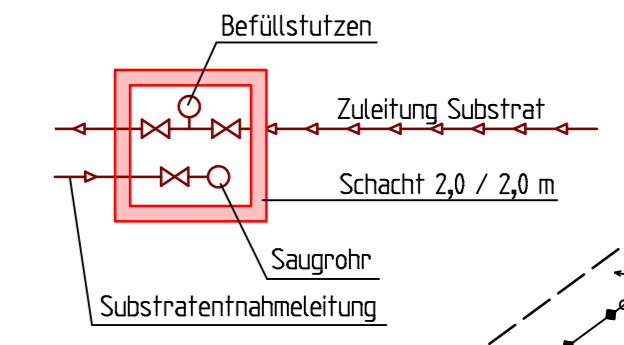 Befüllstutzen
Zuleitung Substrat
Schacht 2,0 / 2,0 m
Saugrohr
Substratentnahmeleitung